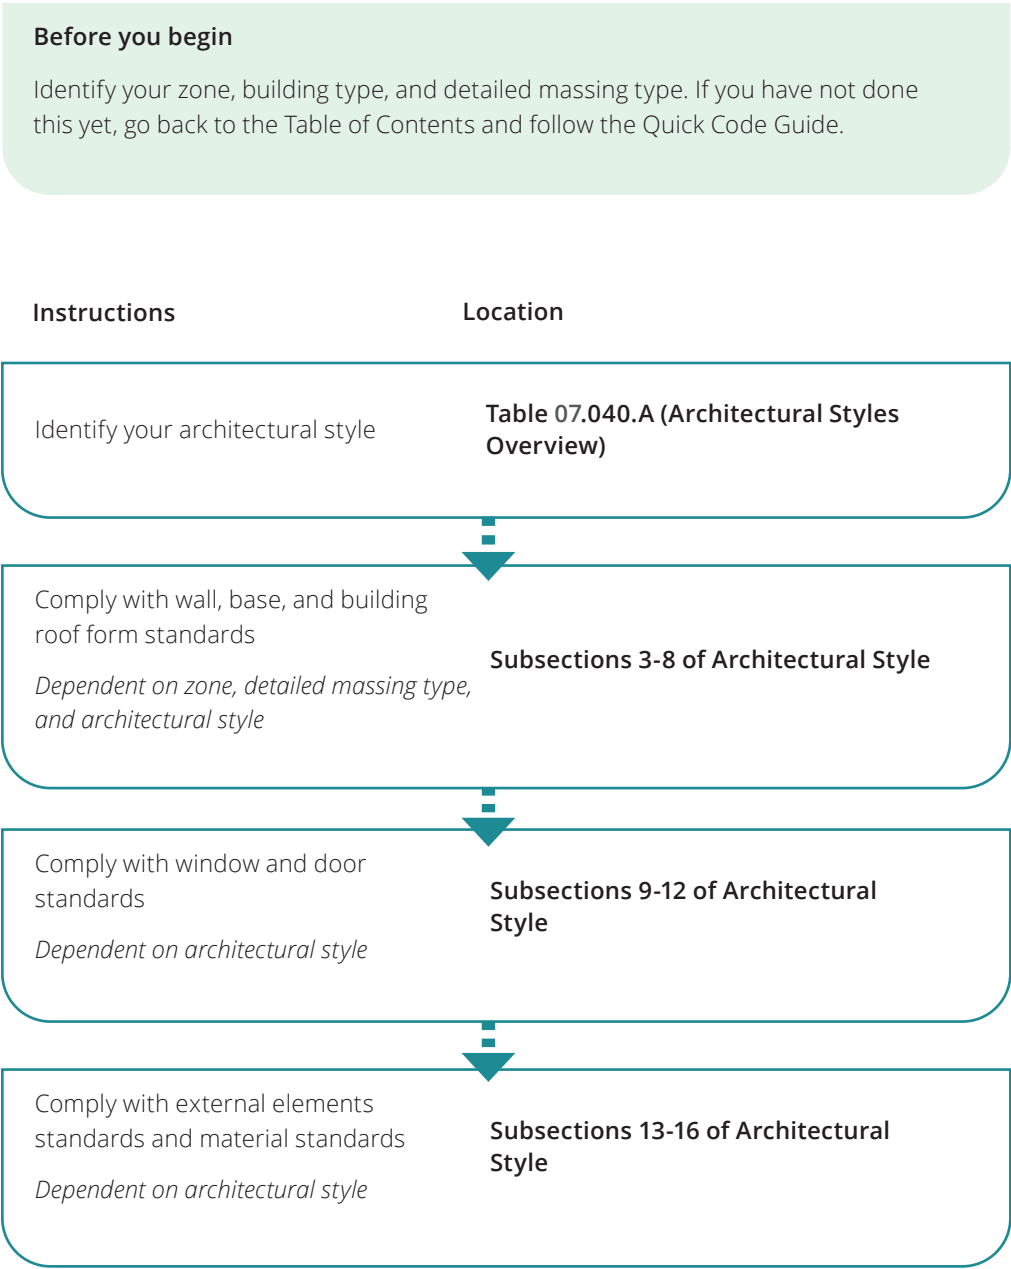 Before you begin
Identify your zone, building type, and detailed massing type. If you have not done
this yet, go back to the Table of Contents and follow the Quick Code Guide.
Instructions
Location
Identify your architectural style
Table 07.040.A (Architectural Styles
Overview)
Comply with wall, base, and building
roof form standards
Dependent on zone, detailed massing type,
and architectural style
Subsections 3-8 of Architectural Style
Comply with window and door
standards
Dependent on architectural style
Subsections 9-12 of Architectural
Style
Comply with external elements
standards and material standards
Dependent on architectural style
Subsections 13-16 of Architectural
Style